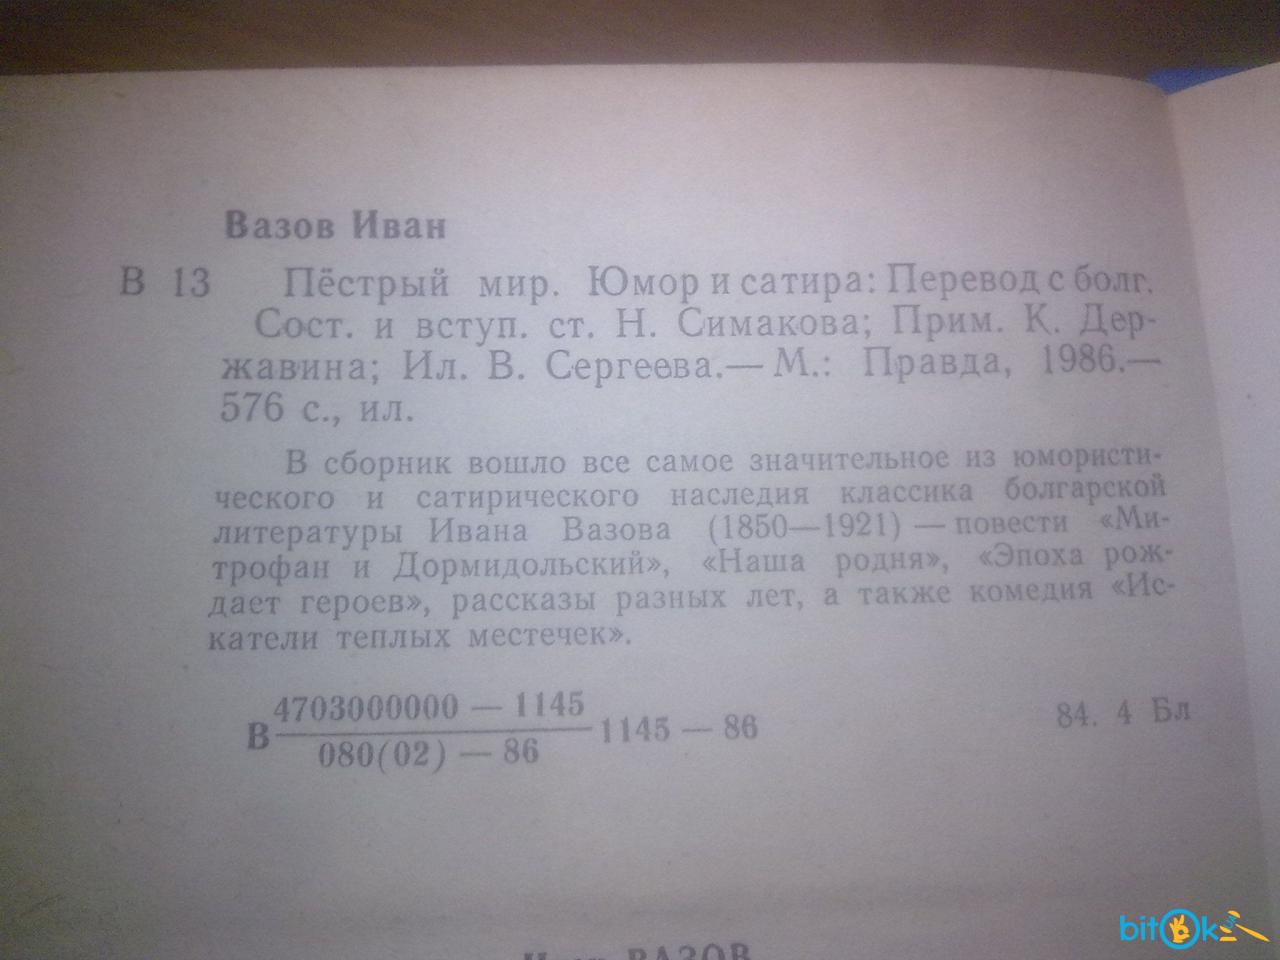 Вазов Иван
В 13 Пёстрый мир. Юмор и сатира: Перевод с болг.
Сост. и вступ. ст. Н. Симакова; Прим. К. Дер-
жавина; Ил. В. Сергеева.— М.: Правда, 1986.—
576 с., ил.
В сборник вошло все самое значительное из юмористи-
ческого и сатирического наследия классика болгарской
литературы Ивана Вазова (1850—1921) — повести «Ми-
трофан и Дормидольский», «Наша родня», «Эпоха рож-
дает героев», рассказы разных лет, а также комедия «Ис-
катели теплых местечек».
4703000000 — 1145
В 1145 — 86
080(02) — 86
84. 4 Бл
ВАЗОВ
bitOk